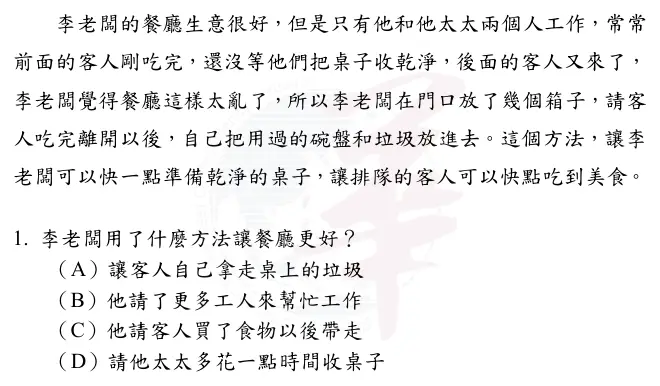 李老闆的餐廳生意很好，但是只有他和他太太兩個人工作，常常
前面的客人剛吃完，還沒等他們把桌子收乾淨，後面的客人又來了，
李老闆覺得餐廳這樣太亂了，所以李老闆在門口放了幾個箱子，請客
人吃完離開以後，自己把用過的碗盤和垃圾放進去。這個方法，讓李
老闆可以快一點準備乾淨的桌子，讓排隊的客人可以快點吃到美食。
1. 李老闆用了什麼方法讓餐廳更好？
（A）讓客人自己拿走桌上的垃圾
（B）他請了更多工人來幫忙工作
（C）他請客人買了食物以後帶走
（D）請他太太多花一點時間收桌子